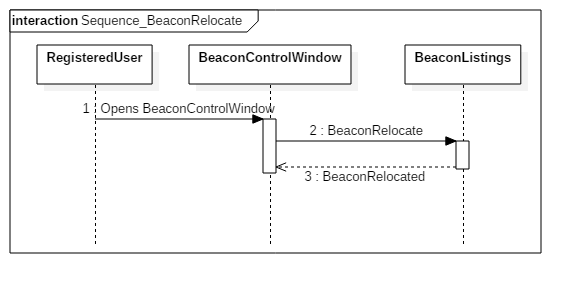 interaction Sequence_BeaconRelocate
RegisteredUser
BeaconControlWindow
BeaconListings
1 : Opens BeaconControlWindow
2 : BeaconRelocate
3 : BeaconRelocated